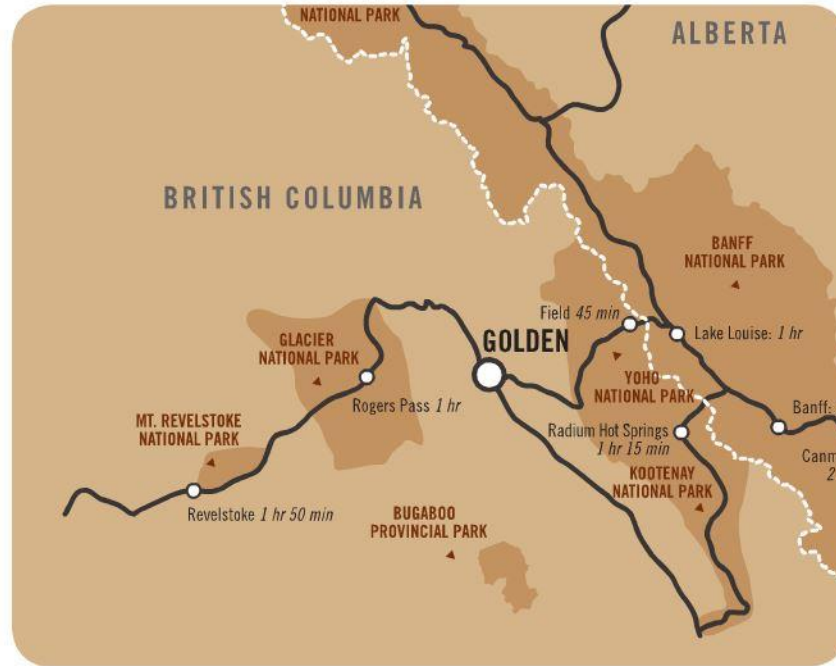 NATIONAL PARK
ALBERTA
BRITISH COLUMBIA
BANFF
NATIONAL PARK
Field 45 min
Lake Louise: 1 hr
GOLDEN
GLACIER
NATIONAL PARK
YOHO
NATIONAL PARK
Rogers Pass 1 hr
Banff:
MT. REVELSTOKE
NATIONAL PARK
Radium Hot Springs
1 hr 15 min
Canm
2
KOOTENAY
NATIONAL PARK
Revelstoke 1 hr 50 min
BUGABOO
PROVINCIAL PARK